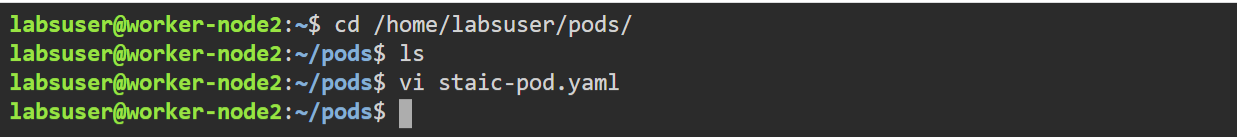 labsuser@worker-node2:~$ cd /home/labsuser/pods/
labsuser@worker-node2:~/pods$ ls
labsuser@worker-node2:~/pods$ vi staic-pod.yaml
labsuser@worker-node2:~/pods$